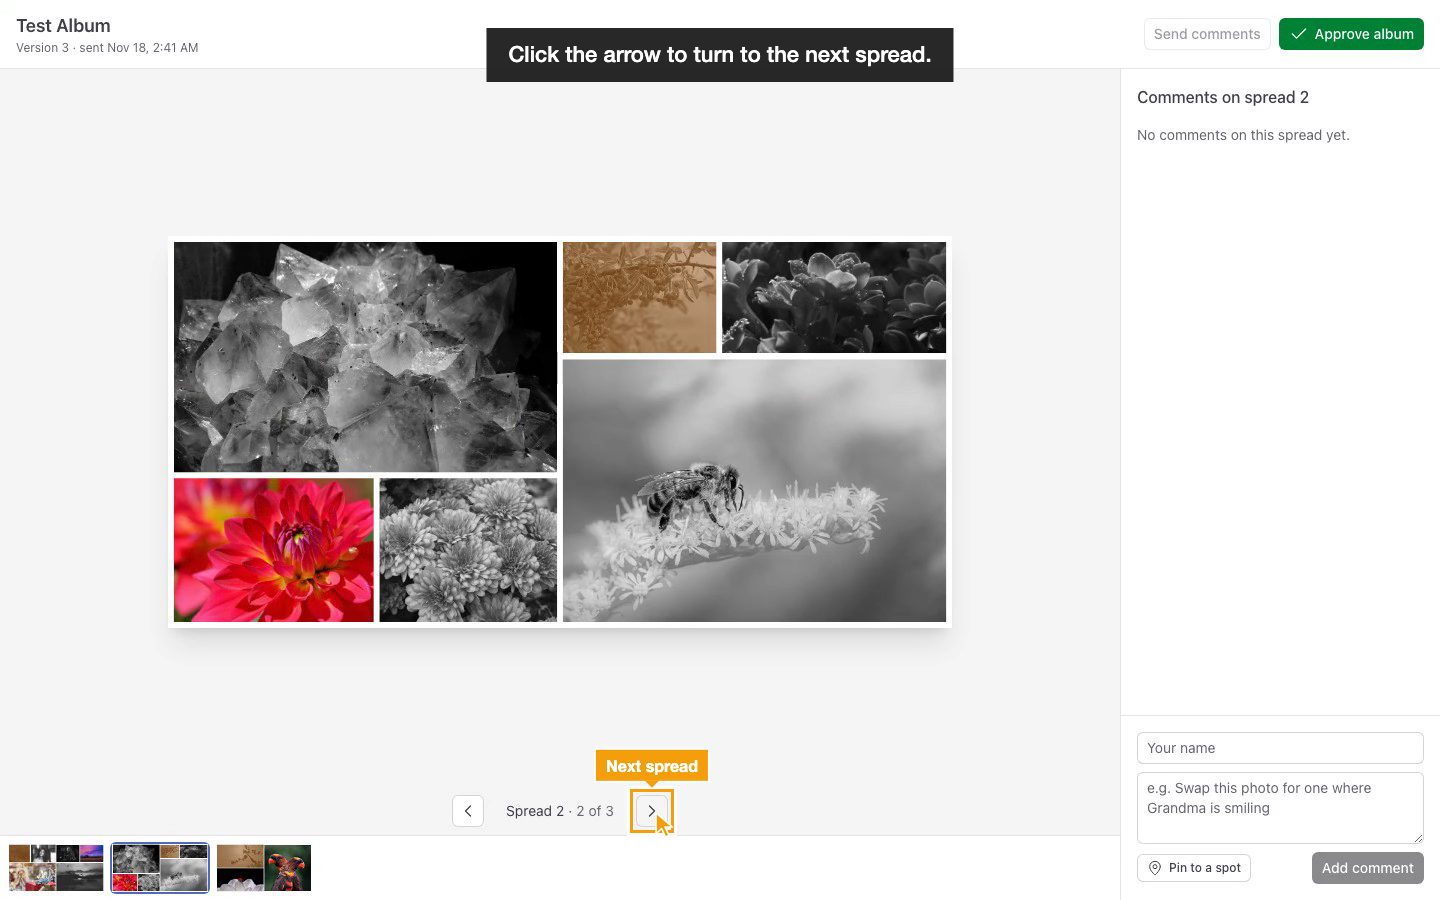 Test Album
Version 3 · sent Nov 18, 2:41 AM
Click the arrow to turn to the next spread.
Send comments
Approve album
Comments on spread 2
No comments on this spread yet.
Next spread
Spread 2 · 2 of 3
Your name
e.g. Swap this photo for one where
Grandma is smiling
Pin to a spot
Add comment